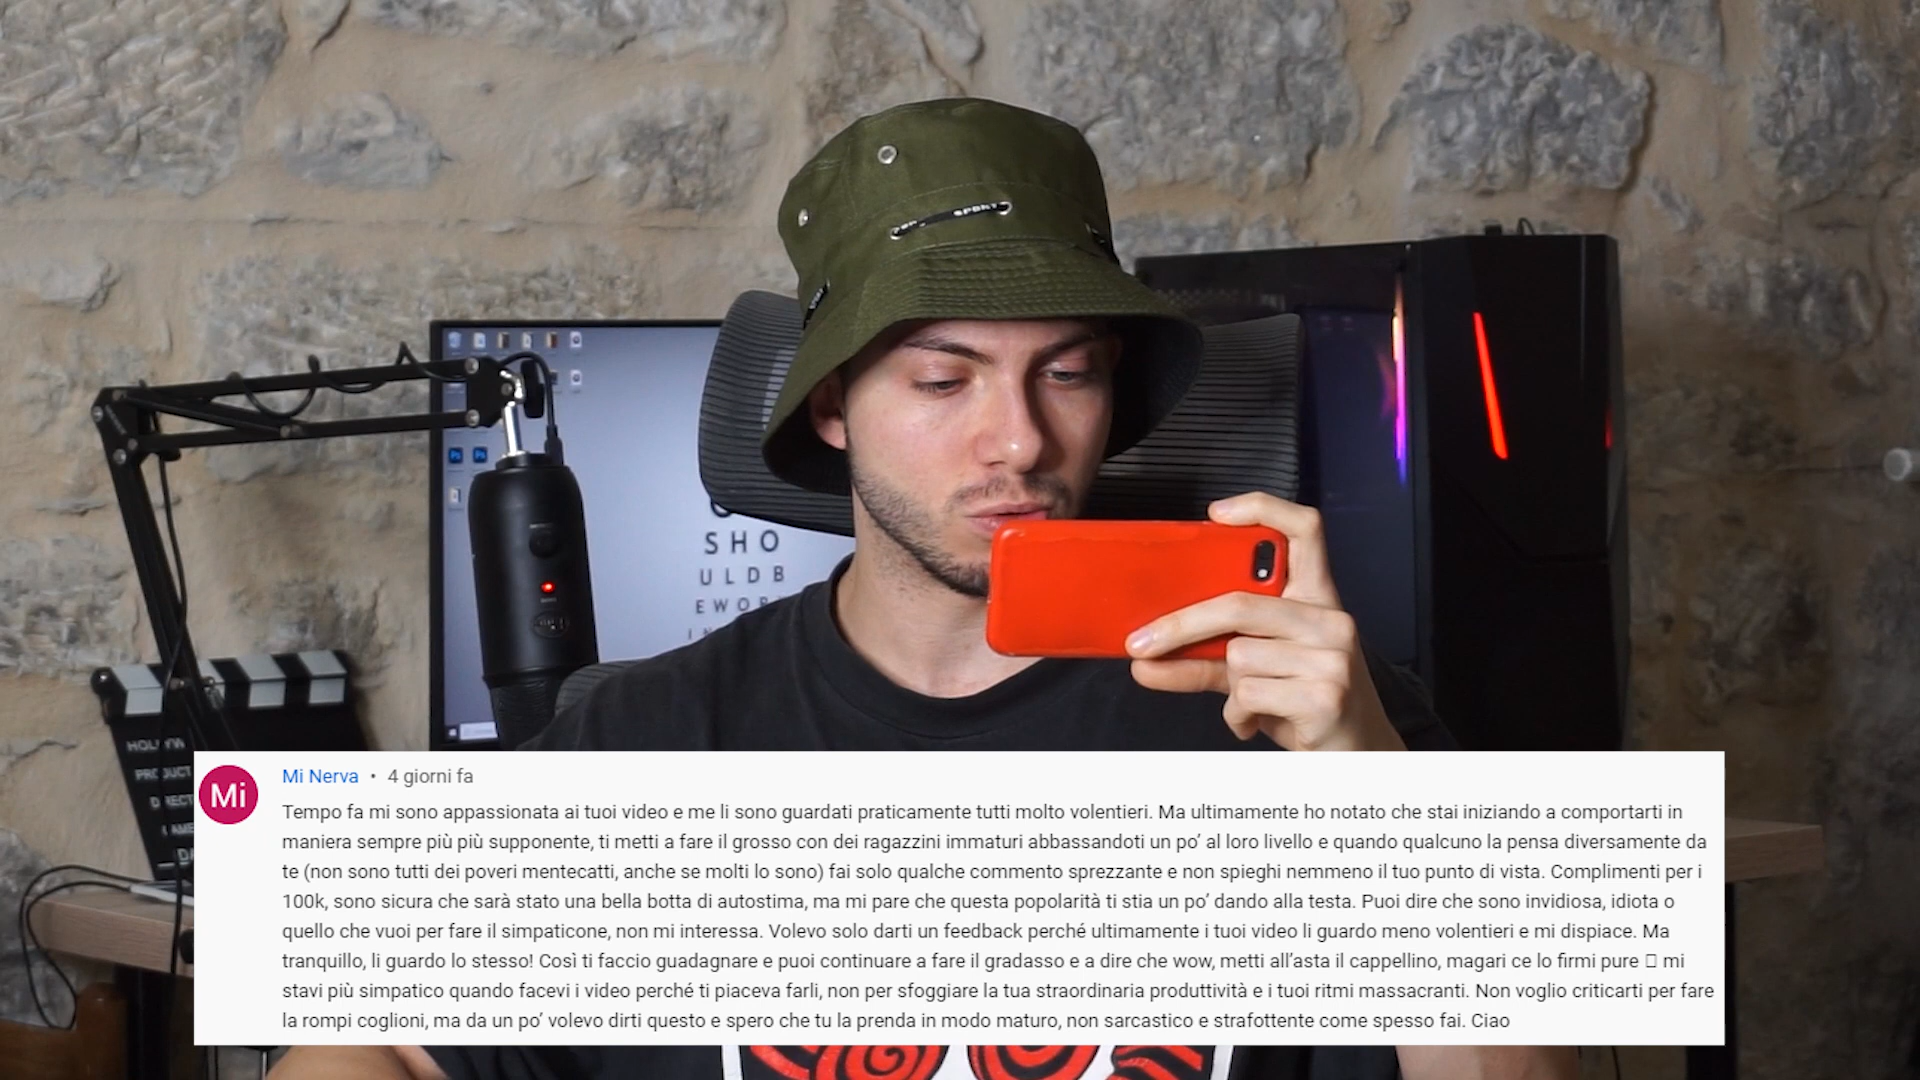 SPORT
SHO
ULDB
EWOR
Ps
Ps
HOLLYW
PRODUCT
DIRECT
CAME
DA
Mi
Mi Nerva • 4 giorni fa
Tempo fa mi sono appassionata ai tuoi video e me li sono guardati praticamente tutti molto volentieri. Ma ultimamente ho notato che stai iniziando a comportarti in
maniera sempre più più supponente, ti metti a fare il grosso con dei ragazzini immaturi abbassandoti un po’ al loro livello e quando qualcuno la pensa diversamente da
te (non sono tutti dei poveri mentecatti, anche se molti lo sono) fai solo qualche commento sprezzante e non spieghi nemmeno il tuo punto di vista. Complimenti per i
100k, sono sicura che sarà stato una bella botta di autostima, ma mi pare che questa popolarità ti stia un po’ dando alla testa. Puoi dire che sono invidiosa, idiota o
quello che vuoi per fare il simpaticone, non mi interessa. Volevo solo darti un feedback perché ultimamente i tuoi video li guardo meno volentieri e mi dispiace. Ma
tranquillo, li guardo lo stesso! Così ti faccio guadagnare e puoi continuare a fare il gradasso e a dire che wow, metti all’asta il cappellino, magari ce lo firmi pure 🏻 mi
stavi più simpatico quando facevi i video perché ti piaceva farli, non per sfoggiare la tua straordinaria produttività e i tuoi ritmi massacranti. Non voglio criticarti per fare
la rompi coglioni, ma da un po’ volevo dirti questo e spero che tu la prenda in modo maturo, non sarcastico e strafottente come spesso fai. Ciao